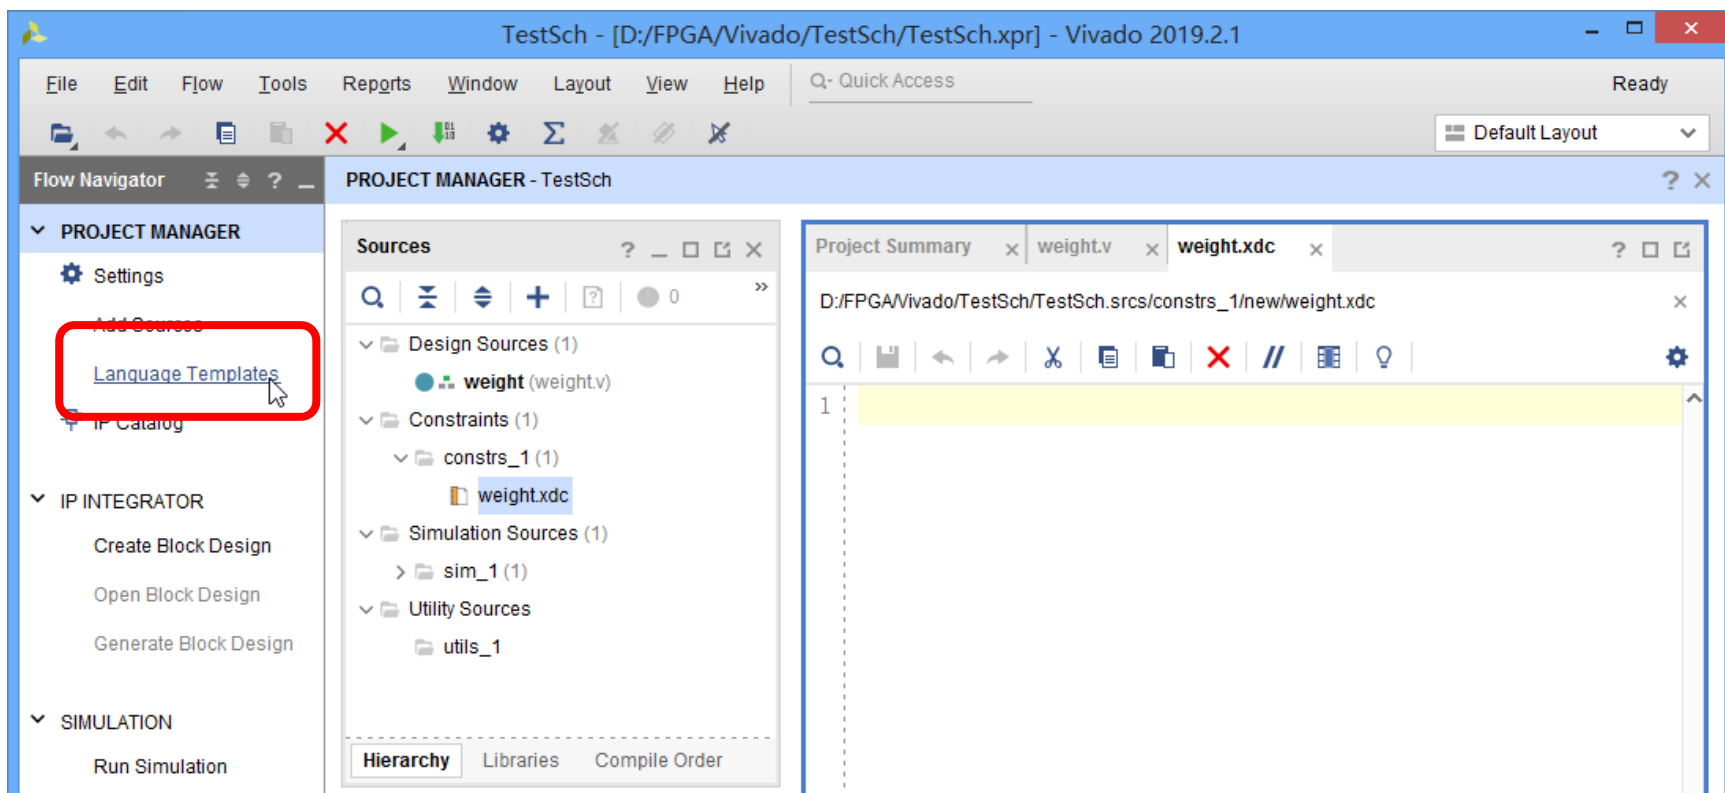 TestSch - [D:/FPGA/Vivado/TestSch/TestSch.xpr] - Vivado 2019.2.1
File Edit Flow Tools Reports Window Layout View Help Quick Access Ready
Default Layout
Flow Navigator
PROJECT MANAGER - TestSch
PROJECT MANAGER
Settings
Add Sources
Language Templates
IP Catalog
IP INTEGRATOR
Create Block Design
Open Block Design
Generate Block Design
SIMULATION
Run Simulation
Sources
0
Design Sources (1)
weight (weight.v)
Constraints (1)
constrs_1 (1)
weight.xdc
Simulation Sources (1)
sim_1 (1)
Utility Sources
utils_1
Hierarchy Libraries Compile Order
Project Summary weight.v weight.xdc
D:/FPGA/Vivado/TestSch/TestSch.srcs/constrs_1/new/weight.xdc
1